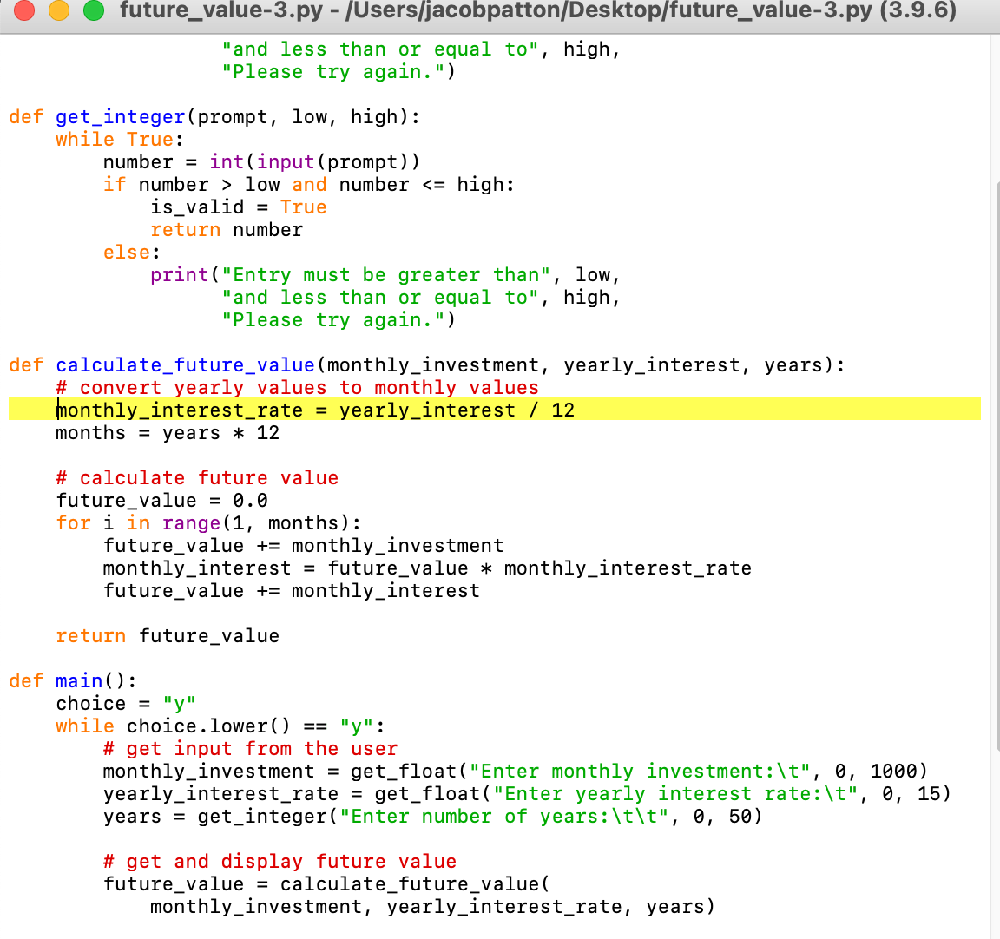 future_value-3.py - /Users/jacobpatton/Desktop/future_value-3.py (3.9.6)
                  "and less than or equal to", high,
                  "Please try again.")

def get_integer(prompt, low, high):
    while True:
        number = int(input(prompt))
        if number > low and number <= high:
            is_valid = True
            return number
        else:
            print("Entry must be greater than", low,
                  "and less than or equal to", high,
                  "Please try again.")

def calculate_future_value(monthly_investment, yearly_interest, years):
    # convert yearly values to monthly values
    monthly_interest_rate = yearly_interest / 12
    months = years * 12

    # calculate future value
    future_value = 0.0
    for i in range(1, months):
        future_value += monthly_investment
        monthly_interest = future_value * monthly_interest_rate
        future_value += monthly_interest

    return future_value

def main():
    choice = "y"
    while choice.lower() == "y":
        # get input from the user
        monthly_investment = get_float("Enter monthly investment:\t", 0, 1000)
        yearly_interest_rate = get_float("Enter yearly interest rate:\t", 0, 15)
        years = get_integer("Enter number of years:\t\t", 0, 50)

        # get and display future value
        future_value = calculate_future_value(
            monthly_investment, yearly_interest_rate, years)